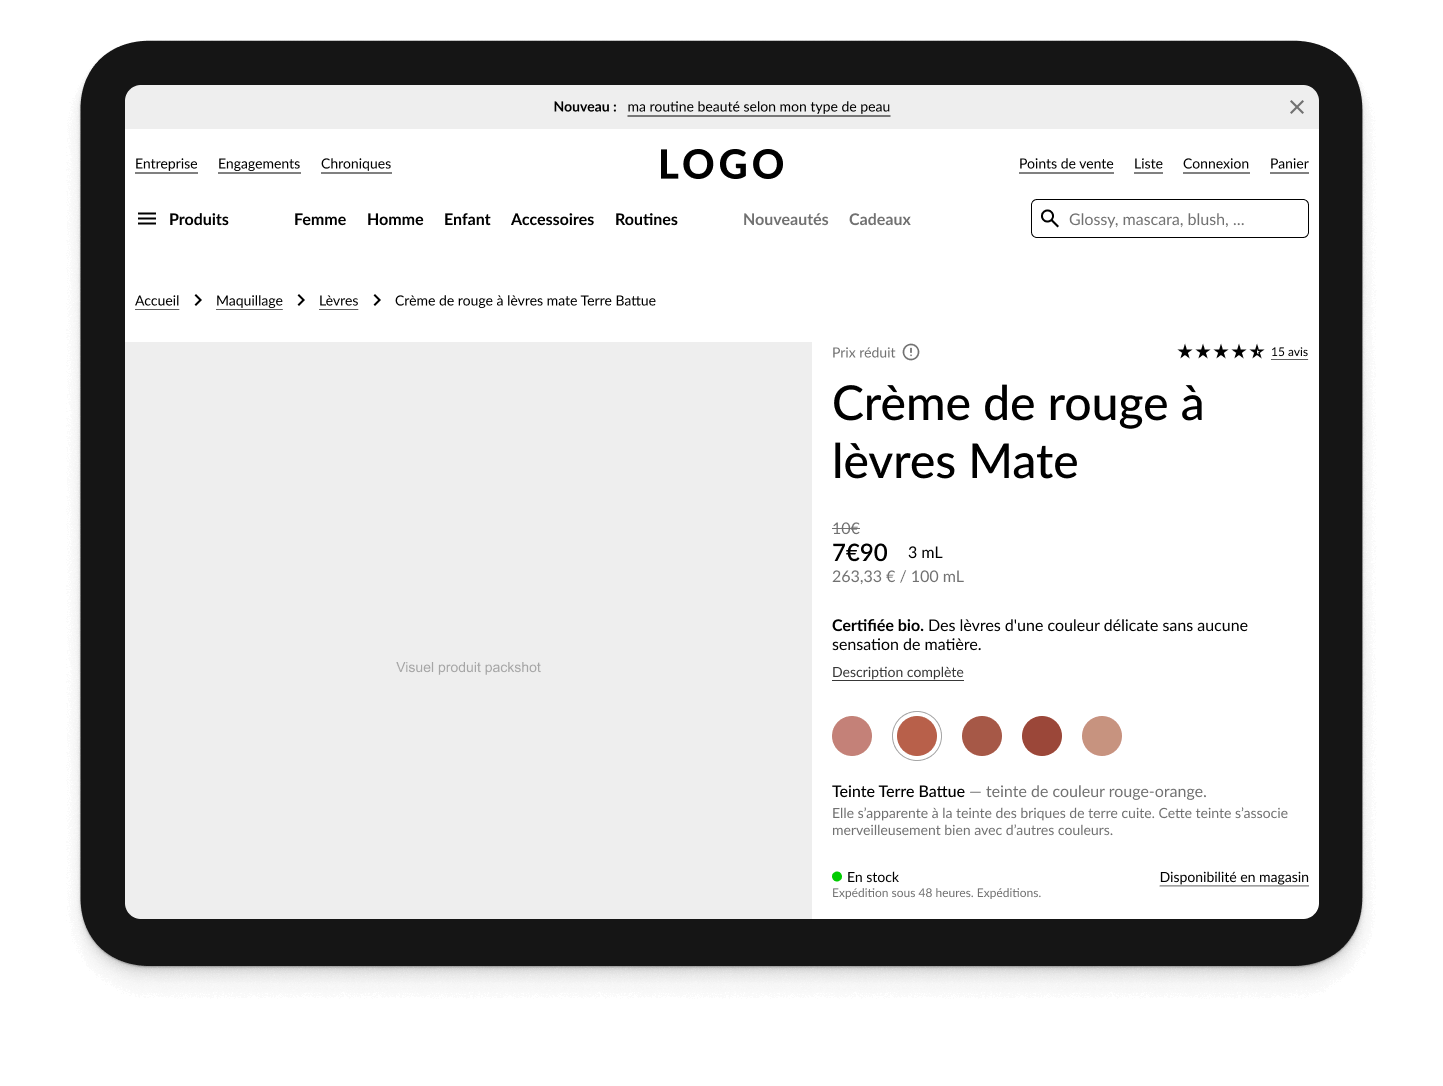 Nouveau : ma routine beauté selon mon type de peau
Entreprise Engagements Chroniques LOGO Points de vente Liste Connexion Panier
Produits Femme Homme Enfant Accessoires Routines Nouveautés Cadeaux Glossy, mascara, blush, ...
Accueil Maquillage Lèvres Crème de rouge à lèvres mate Terre Battue
Visuel produit packshot
Prix réduit 15 avis
Crème de rouge à
lèvres Mate
10€
7€90 3 mL
263,33 € / 100 mL
Certifiée bio. Des lèvres d'une couleur délicate sans aucune
sensation de matière.
Description complète
Teinte Terre Battue — teinte de couleur rouge-orange.
Elle s’apparente à la teinte des briques de terre cuite. Cette teinte s’associe
merveilleusement bien avec d’autres couleurs.
En stock Disponibilité en magasin
Expédition sous 48 heures. Expéditions.